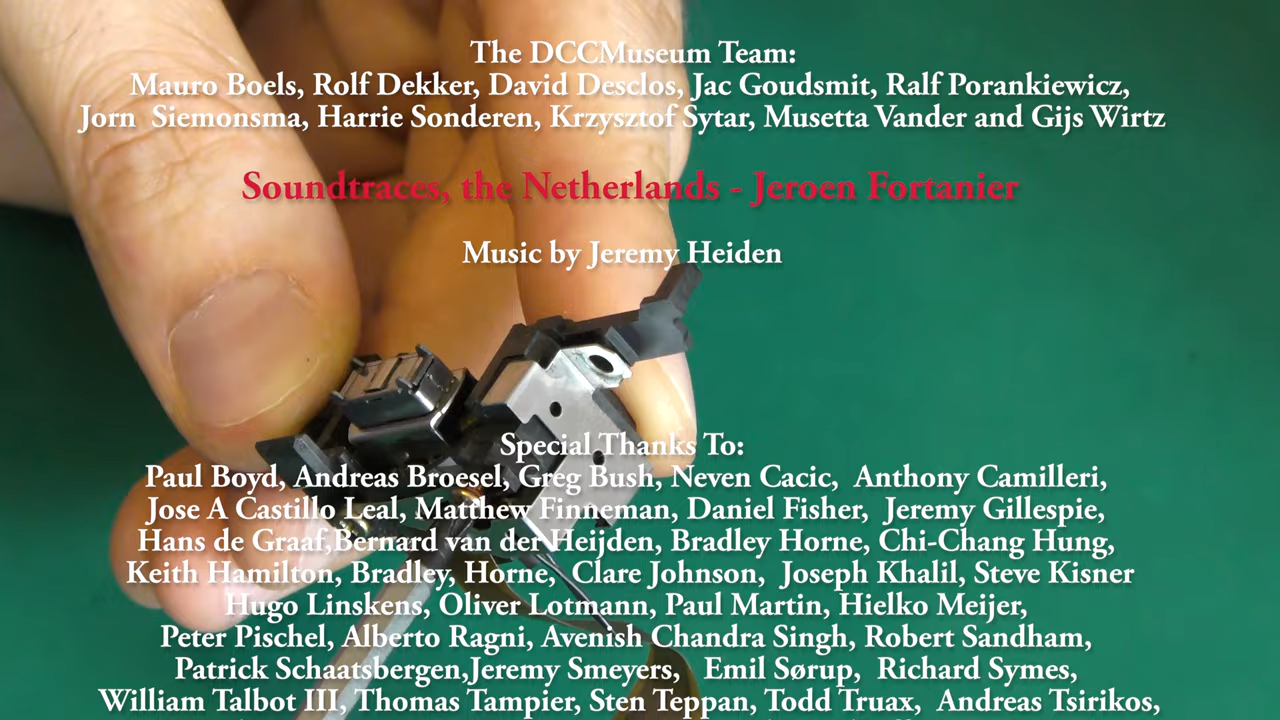 The DCCMuseum Team:
Mauro Boels, Rolf Dekker, David Desclos, Jac Goudsmit, Ralf Porankiewicz,
Jorn  Siemonsma, Harrie Sonderen, Krzysztof Sytar, Musetta Vander and Gijs Wirtz
Soundtraces, the Netherlands - Jeroen Fortanier
Music by Jeremy Heiden
Special Thanks To:
Paul Boyd, Andreas Broesel, Greg Bush, Neven Cacic,  Anthony Camilleri,
Jose A Castillo Leal, Matthew Finneman, Daniel Fisher,  Jeremy Gillespie,
Hans de Graaf,Bernard van der Heijden, Bradley Horne, Chi-Chang Hung,
Keith Hamilton, Bradley, Horne,  Clare Johnson,  Joseph Khalil, Steve Kisner
Hugo Linskens, Oliver Lotmann, Paul Martin, Hielko Meijer,
Peter Pischel, Alberto Ragni, Avenish Chandra Singh, Robert Sandham,
Patrick Schaatsbergen,Jeremy Smeyers,   Emil Sørup,  Richard Symes,
William Talbot III, Thomas Tampier, Sten Teppan, Todd Truax,  Andreas Tsirikos,